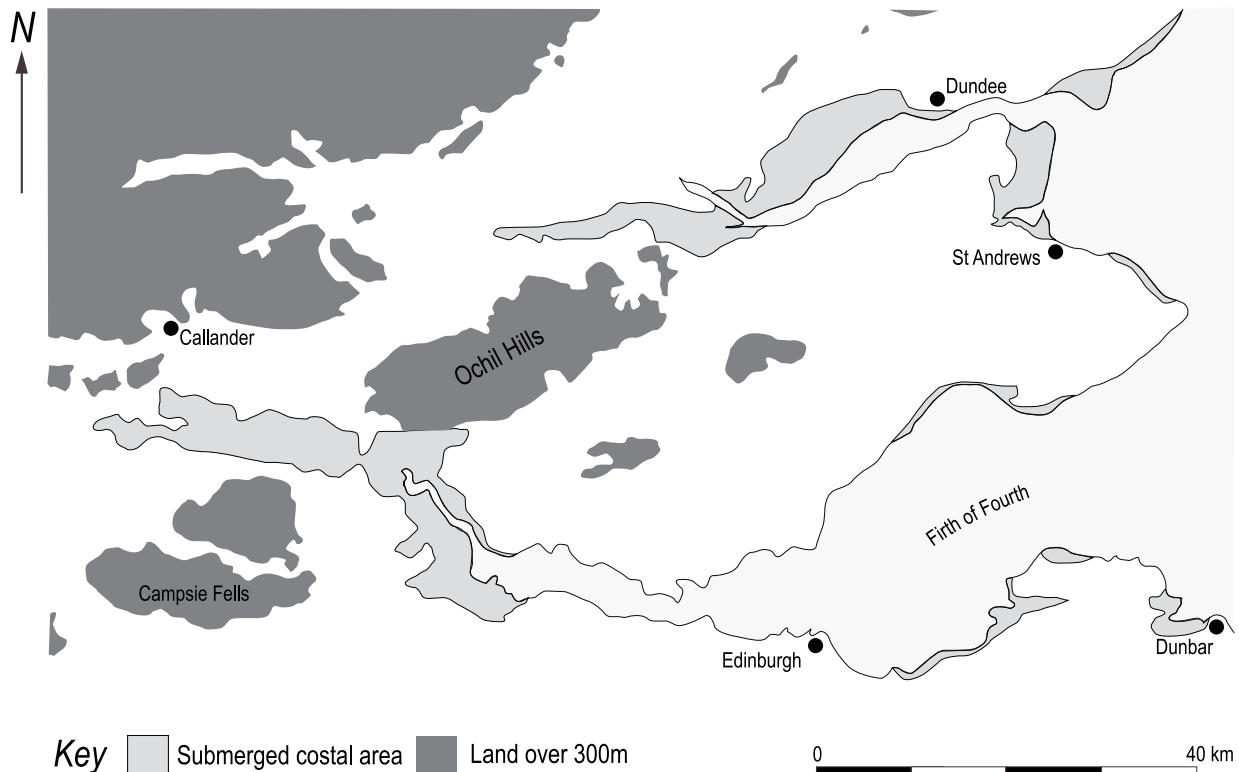 N
Dundee
St Andrews
Callander
Ochil Hills
Firth of Fourth
Campsie Fells
Edinburgh
Dunbar
Key
Submerged costal area
Land over 300m
0
40 km